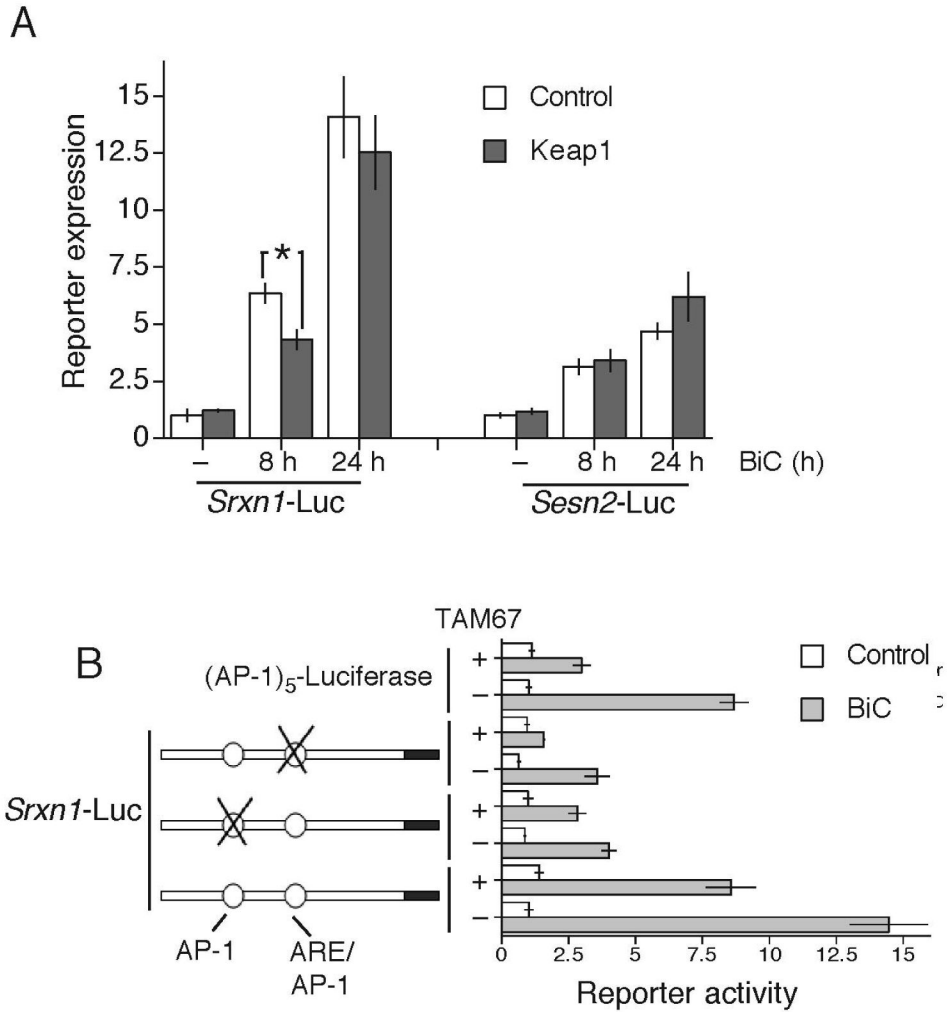 A
Reporter expression
15
12.5
10
7.5
5
2.5
0
Control
Keap1
*
– 8 h 24 h – 8 h 24 h BiC (h)
Srxn1-Luc Sesn2-Luc
B
TAM67
(AP-1)5-Luciferase
Srxn1-Luc
AP-1
ARE/
AP-1
+
–
+
–
+
–
+
–
Control
BiC
0 2.5 5 7.5 10 12.5 15
Reporter activity